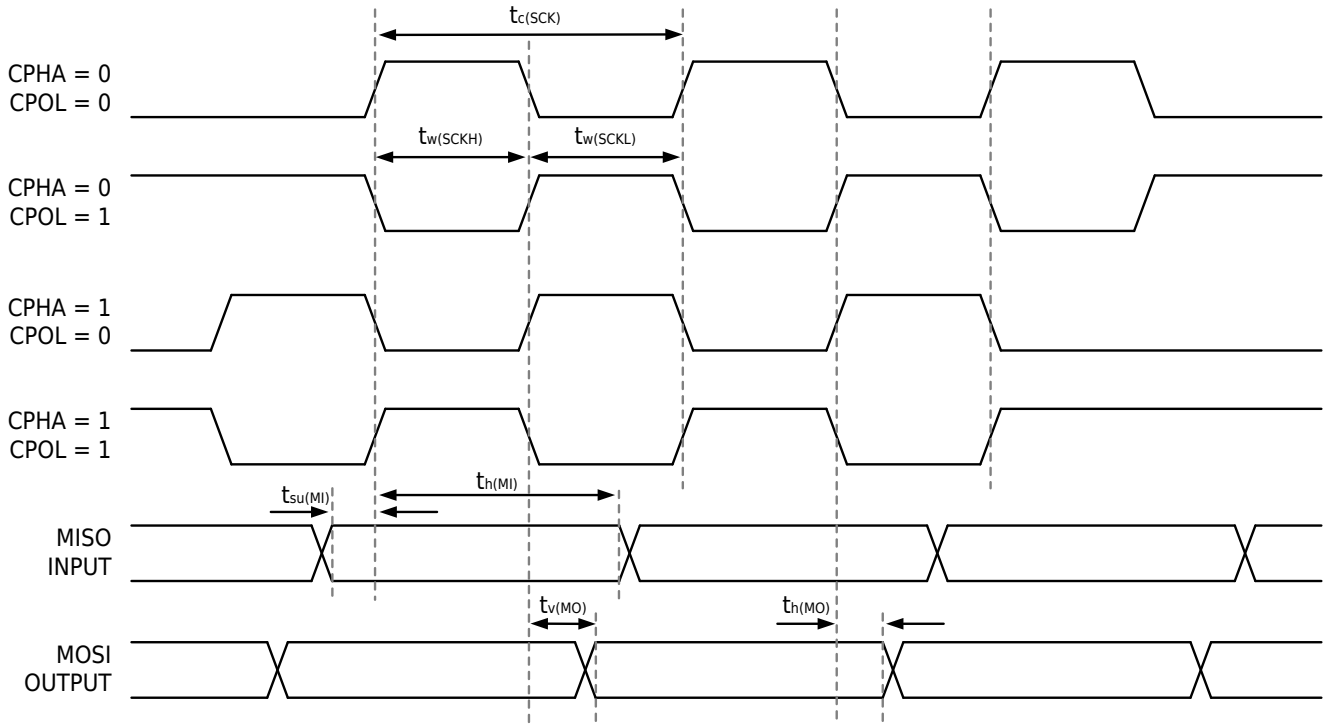 tc(SCK)
CPHA = 0
CPOL = 0
tw(SCKH)
tw(SCKL)
CPHA = 0
CPOL = 1
CPHA = 1
CPOL = 0
CPHA = 1
CPOL = 1
th(MI)
tsu(MI)
MISO
INPUT
tv(MO)
th(MO)
MOSI
OUTPUT